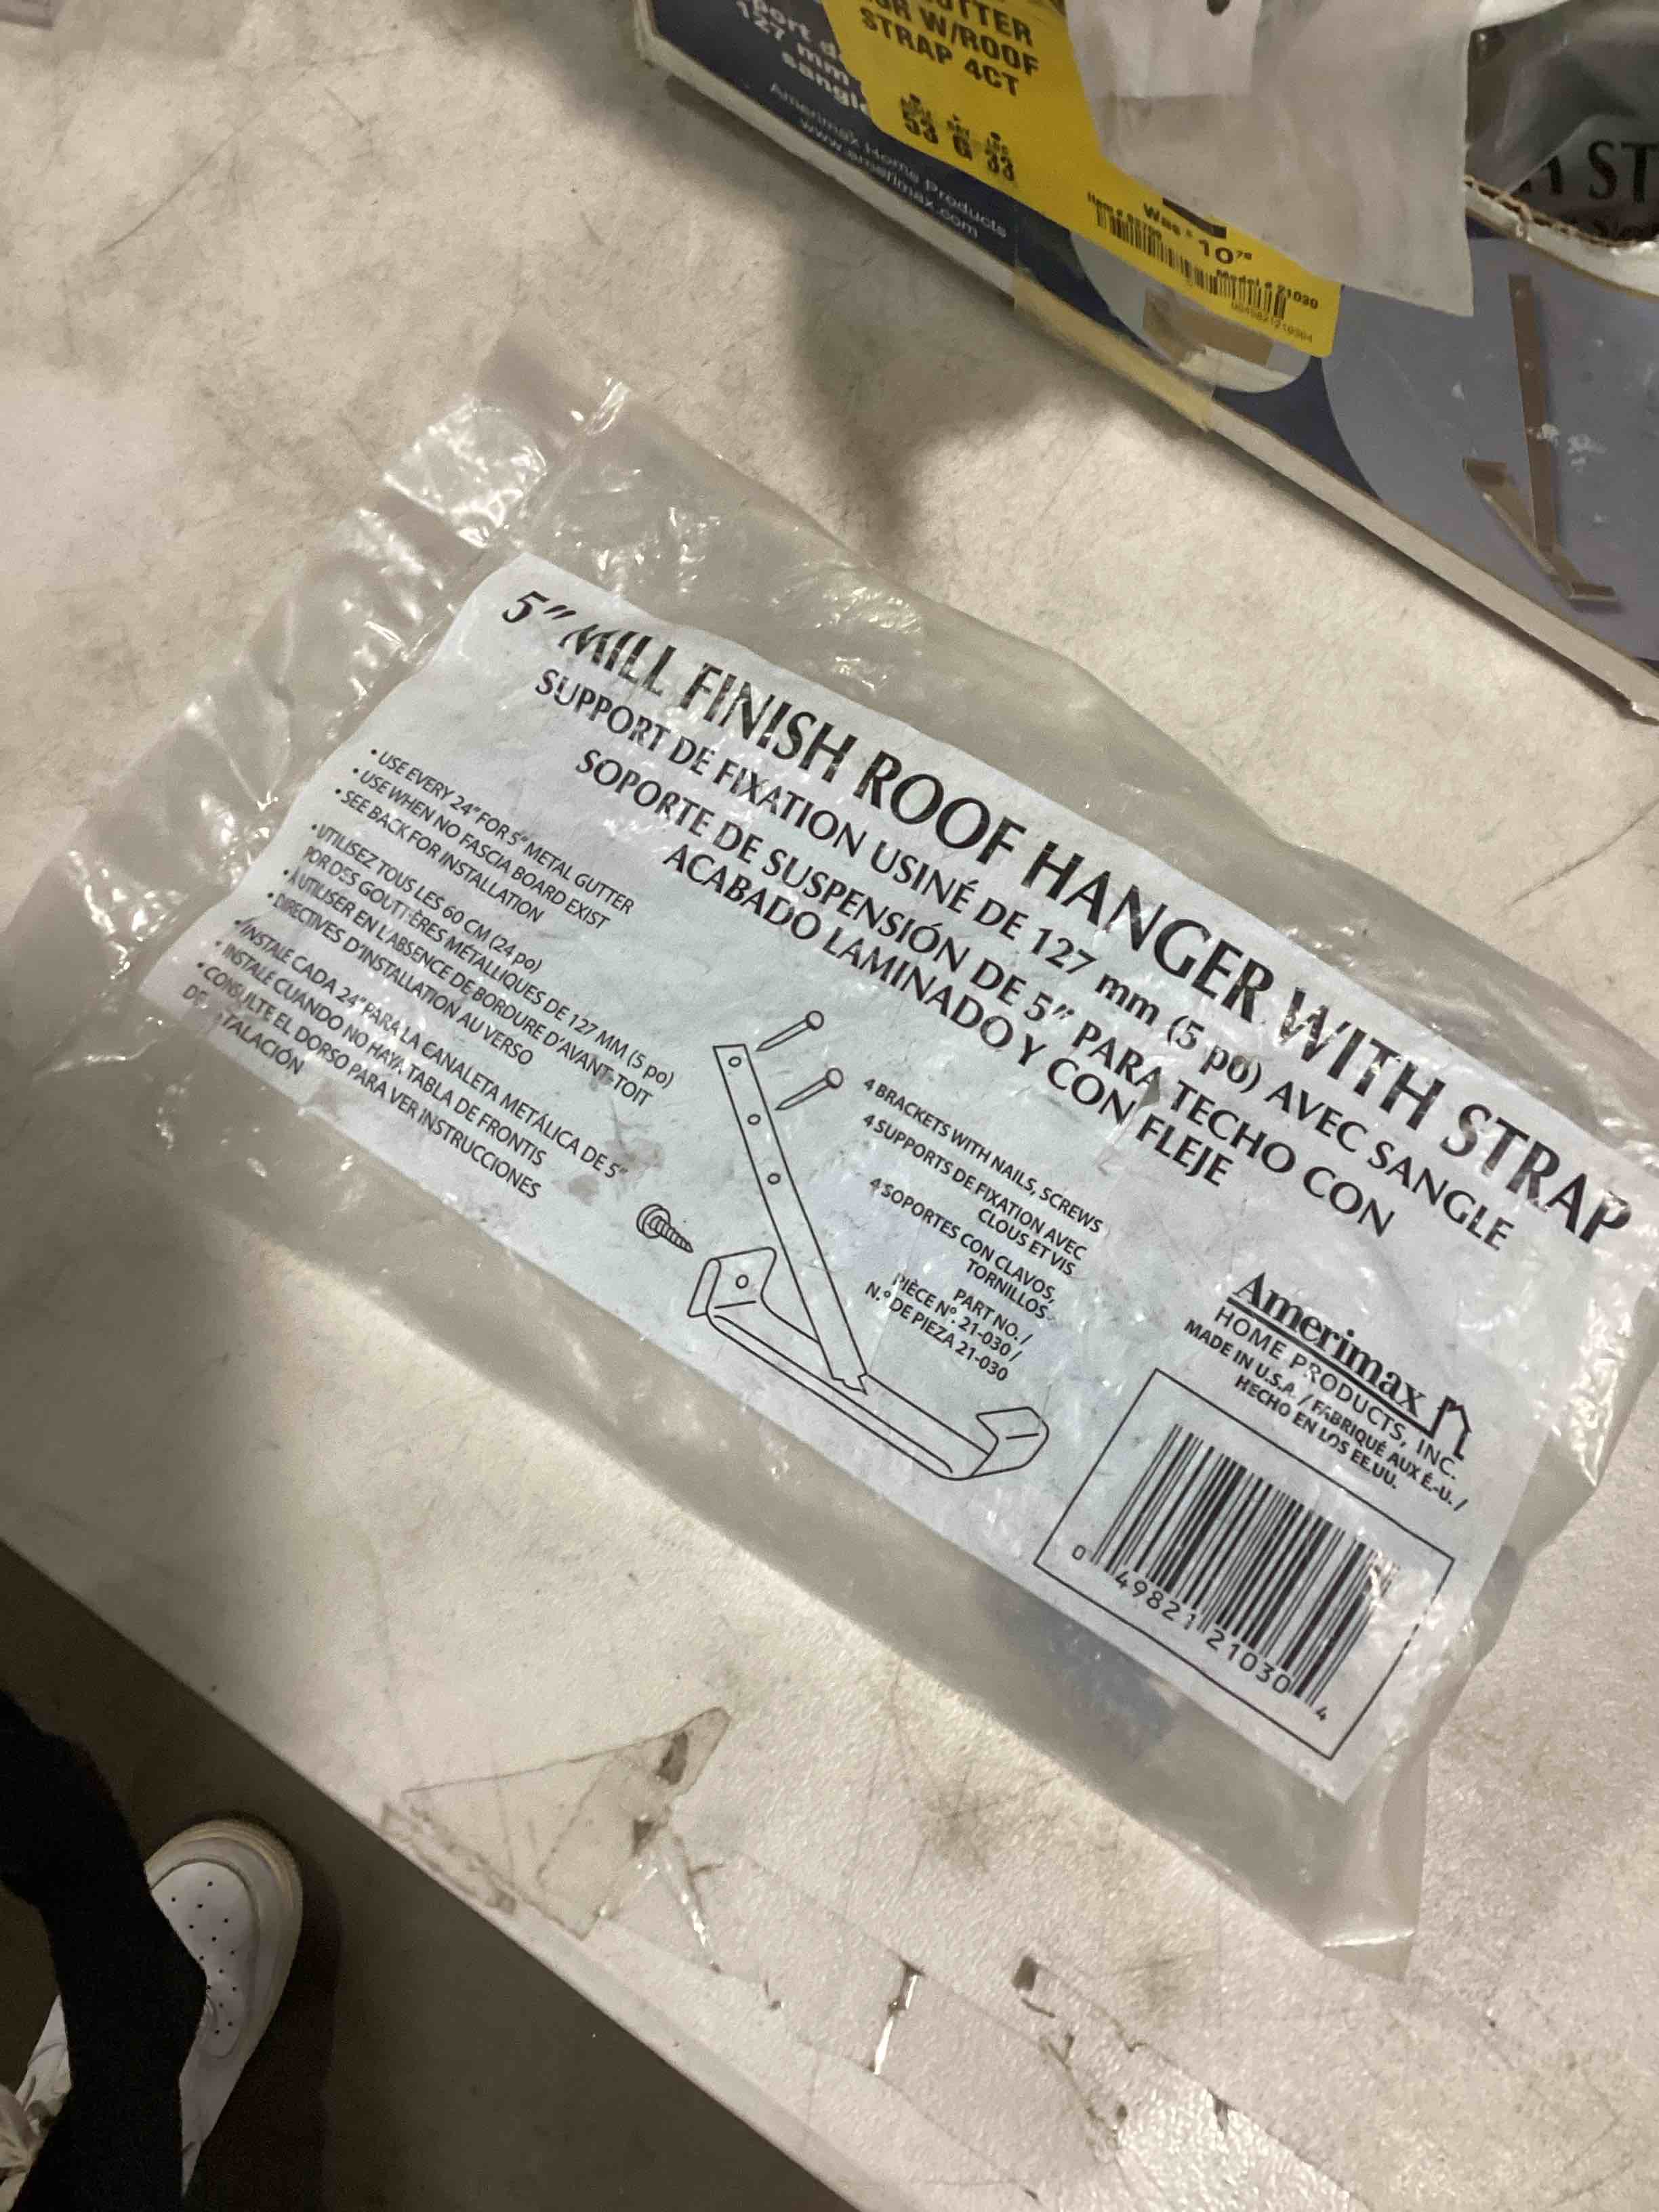 UTTER
GR W/ROOF
STRAP 4CT
53 G 33
127 mm
Amerimax Home Products
www.amerimax.com
Was 10
Model # 21030
ST
5" MILL FINISH ROOF HANGER WITH STRAP
SUPPORT DE FIXATION USINÉ DE 127 mm (5 po) AVEC SANGLE
SOPORTE DE SUSPENSIÓN DE 5" PARA TECHO CON
ACABADO LAMINADO Y CON FLEJE
• USE EVERY 24" FOR 5" METAL GUTTER
• USE WHEN NO FASCIA BOARD EXIST
• SEE BACK FOR INSTALLATION
• UTILISEZ TOUS LES 60 CM (24 po)
POR DES GOUTTIÈRES MÉTALLIQUES DE 127 MM (5 po)
• À UTILISER EN LABSENCE DE BORDURE D'AVANT-TOIT
• DIRECTIVES D'INSTALLATION AU VERSO
• INSTALE CADA 24" PARA LA CANALETA METÁLICA DE 5"
• INSTALE CUANDO NO HAYA TABLA DE FRONTIS
• CONSULTE EL DORSO PARA VER INSTRUCCIONES
DE TALACIÓN
4 BRACKETS WITH NAILS, SCREWS
4 SUPPORTS DE FIXATION AVEC
CLOUS ET VIS
4 SOPORTES CON CLAVOS,
TORNILLOS
PART NO. /
PIÈCE Nº. 21-030 /
N.º DE PIEZA 21-030
Amerimax
HOME PRODUCTS, INC.
MADE IN U.S.A. / FABRIQUÉ AUX É.-U. /
HECHO EN LOS EE.UU.
0 49821 21030 4